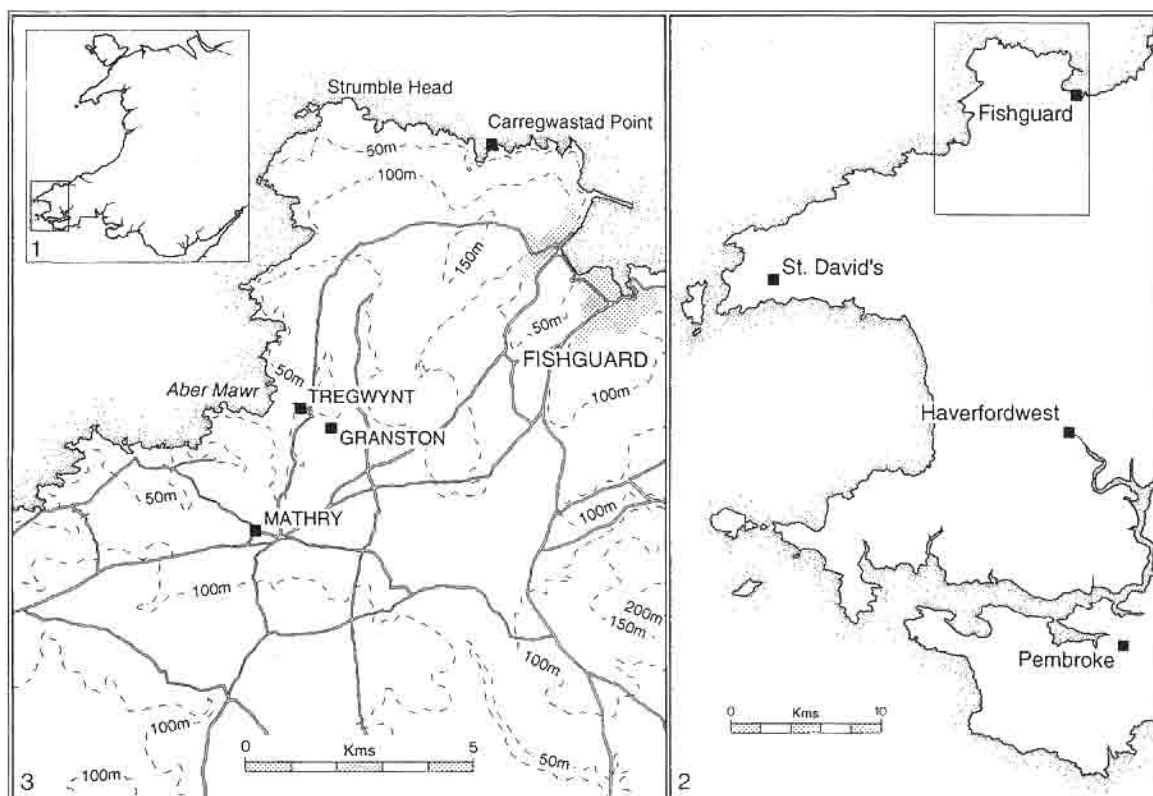 1
Strumble Head
Carregwastad Point
50m
100m
150m
50m
FISHGUARD
100m
50m
Aber Mawr
TREGWYNT
GRANSTON
50m
MATHRY
100m
100m
200m
150m
100m
100m
100m
50m
0 Kms 5
3
Fishguard
St. David's
Haverfordwest
Pembroke
0 Kms 10
2